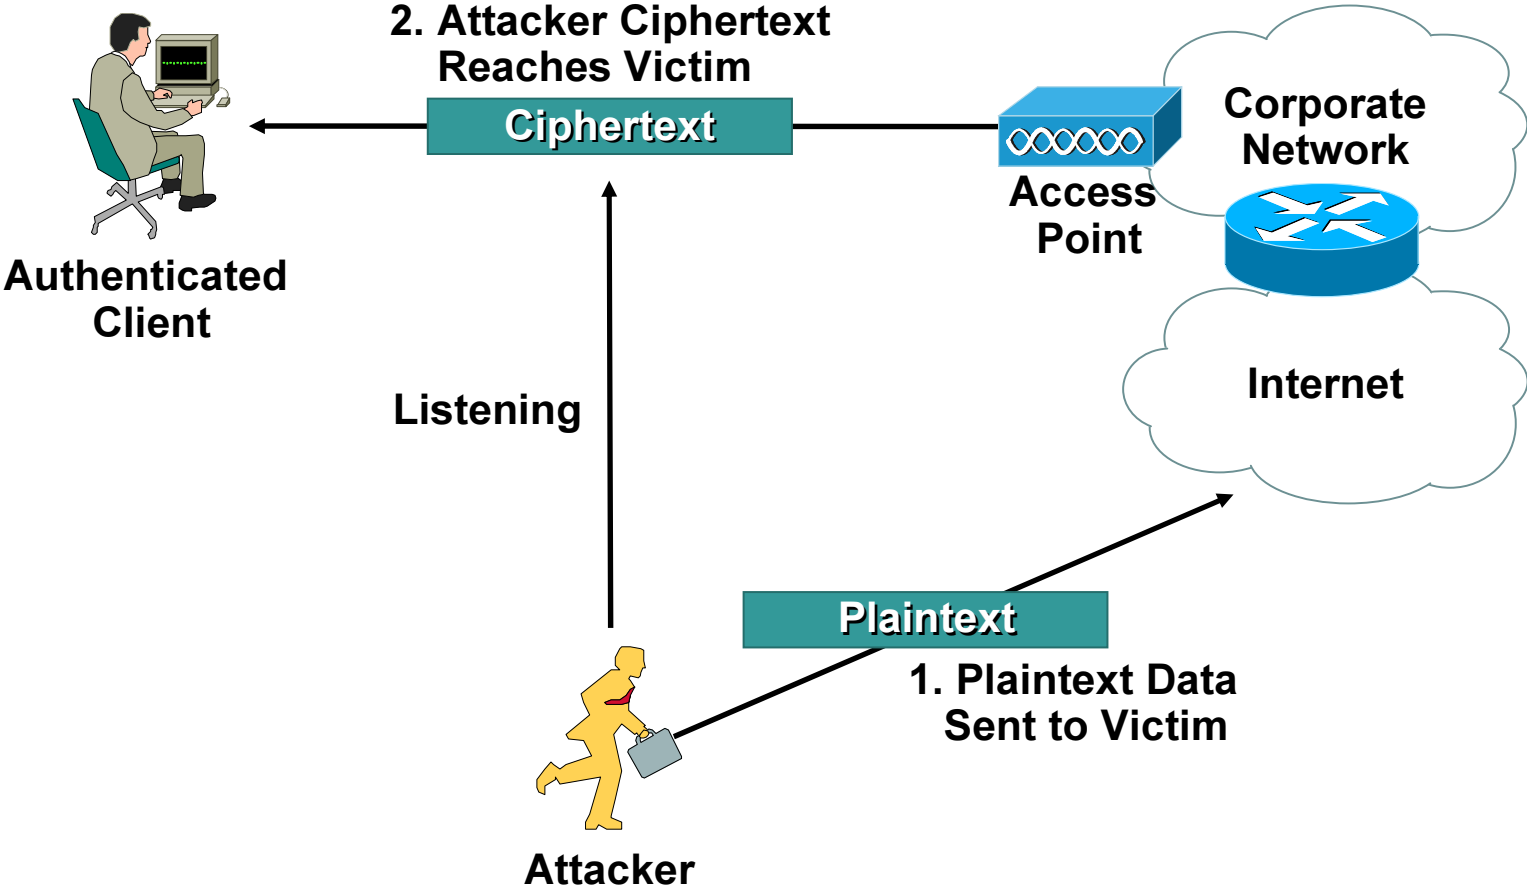 2. Attacker Ciphertext
Reaches Victim
Ciphertext
Corporate
Network
Access
Point
Authenticated
Client
Internet
Listening
Plaintext
1. Plaintext Data
Sent to Victim
Attacker